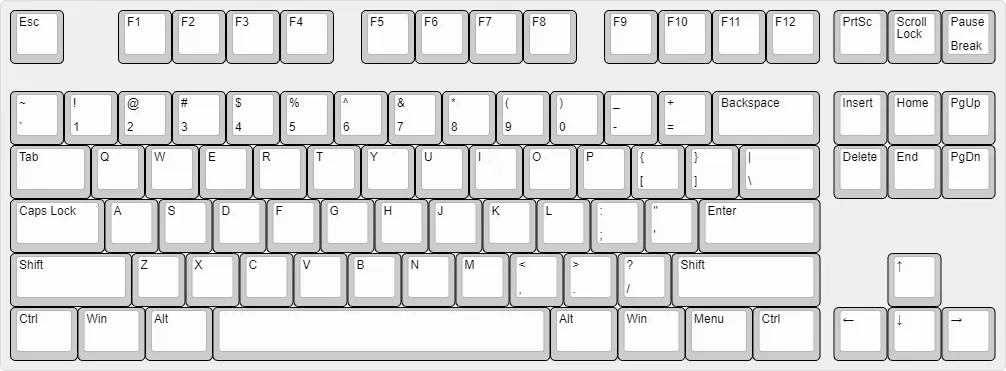 Esc F1 F2 F3 F4 F5 F6 F7 F8 F9 F10 F11 F12 PrtSc Scroll Lock Pause Break
~ ` ! 1 @ 2 # 3 $ 4 % 5 ^ 6 & 7 * 8 ( 9 ) 0 _ - + = Backspace Insert Home PgUp
Tab Q W E R T Y U I O P { [ } ] | \ Delete End PgDn
Caps Lock A S D F G H J K L : ; " ' Enter
Shift Z X C V B N M < , > . ? / Shift ↑
Ctrl Win Alt Alt Win Menu Ctrl ← ↓ →